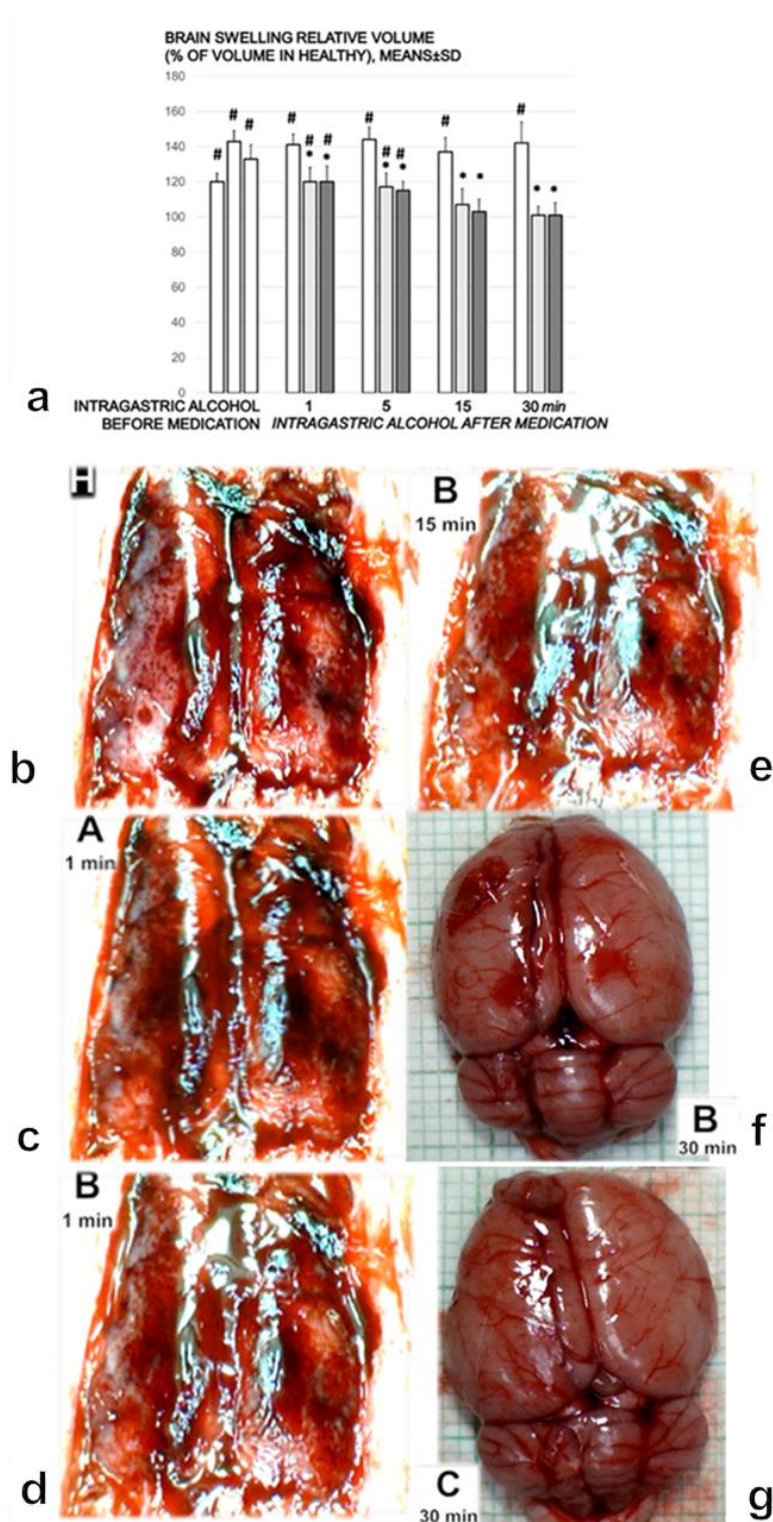 BRAIN SWELLING RELATIVE VOLUME
(% OF VOLUME IN HEALTHY), MEANS±SD
180
160
140
120
100
80
60
40
20
0
# # #
# # * # *
# # * # *
# * *
# * *
a
INTRAGASTRIC ALCOHOL
BEFORE MEDICATION
1 5 15 30 min
INTRAGASTRIC ALCOHOL AFTER MEDICATION
H
b
B
15 min
e
A
1 min
c
B
30 min
f
B
1 min
d
C
30 min
g